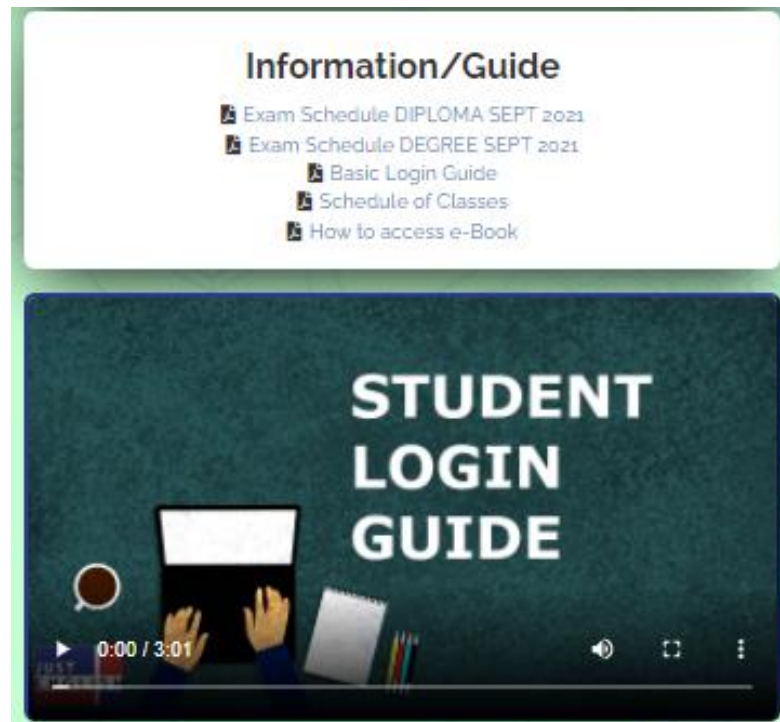 Information/Guide
Exam Schedule DIPLOMA SEPT 2021
Exam Schedule DEGREE SEPT 2021
Basic Login Guide
Schedule of Classes
How to access e-Book
STUDENT
LOGIN
GUIDE
0:00 / 3:01
JUST